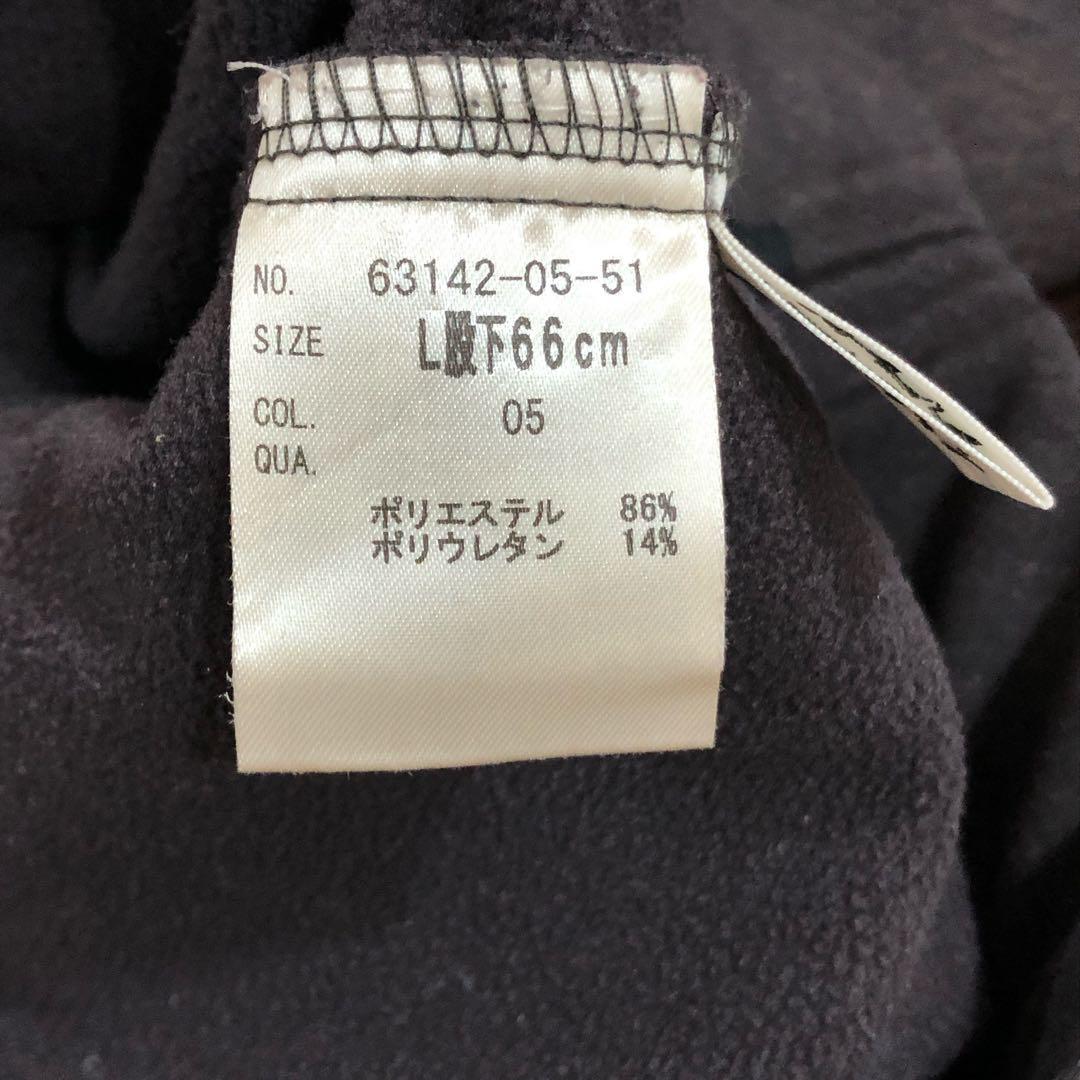 NO. 63142-05-51
SIZE L股下66cm
COL. 05
QUA.
ポリエステル 86%
ポリウレタン 14%